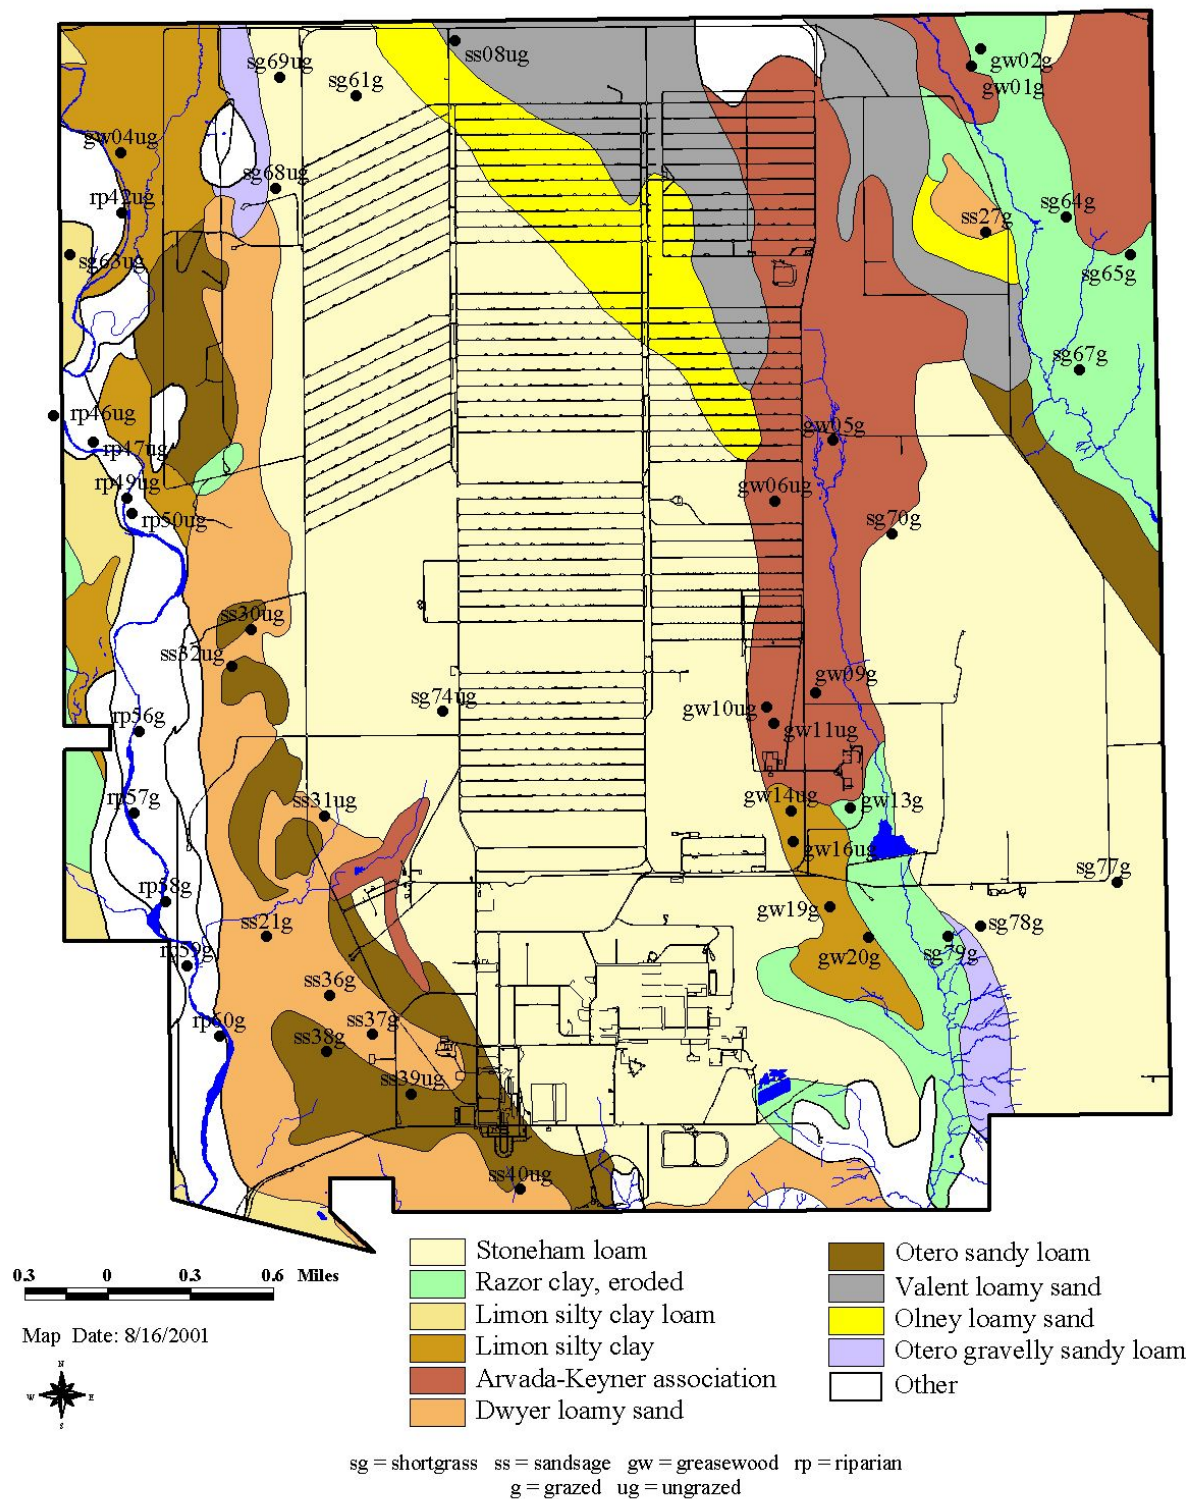 ss08ug
sg69ug
gw02g
sg61g
gw01g
gw04ug
sg68ug
rp42ug
sg64g
ss27g
sg63ug
sg65g
sg67g
rp46ug
gw05g
rp47ug
rp49ug
gw06ug
rp50ug
sg70g
ss30ug
ss32ug
gw09g
sg74ug
gw10ug
rp56g
gw11ug
rp57g
ss31ug
gw14ug
gw13g
gw16ug
sg77g
rp58g
gw19g
ss21g
sg78g
rp59g
gw20g
sg79g
ss36g
rp60g
ss37g
ss38g
ss39ug
ss40ug
Stoneham loam
Razor clay, eroded
Limon silty clay loam
Limon silty clay
Arvada-Keyner association
Dwyer loamy sand
Otero sandy loam
Valent loamy sand
Olney loamy sand
Otero gravelly sandy loam
Other
0.3 0 0.3 0.6 Miles
Map Date: 8/16/2001
N
W E
S
sg = shortgrass ss = sandsage gw = greasewood rp = riparian
g = grazed ug = ungrazed